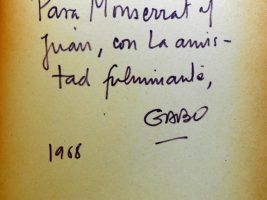 Para Monserrat y
Juan, con la amis-
tad fulminante,
GABO
1968